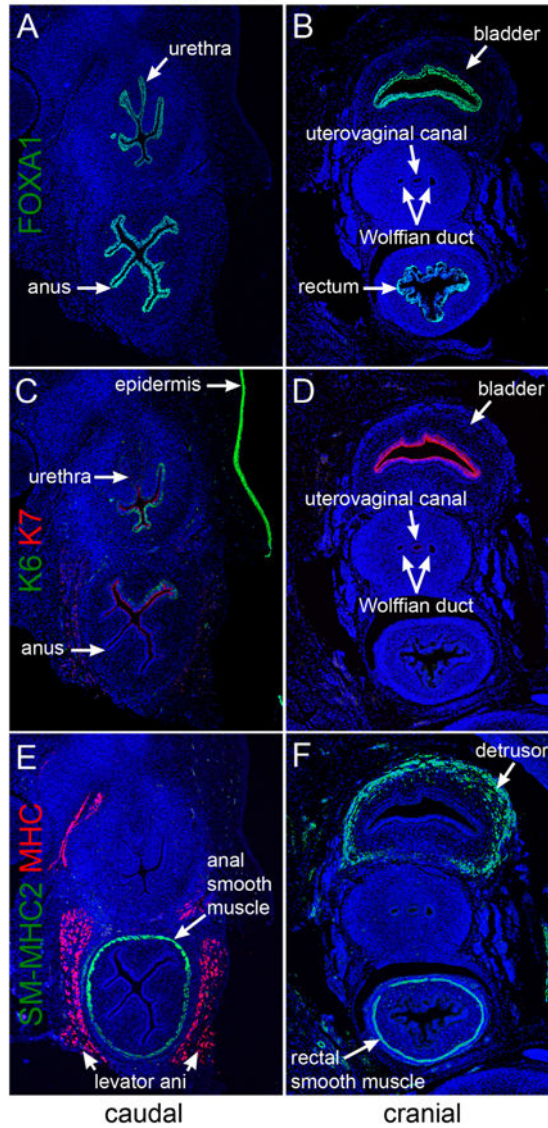 A
urethra
anus
FOXA1
B
bladder
uterovaginal canal
Wolffian duct
rectum
C
epidermis
urethra
anus
K6 K7
D
bladder
uterovaginal canal
Wolffian duct
E
anal
smooth
muscle
levator ani
SM-MHC2 MHC
F
detrusor
rectal
smooth muscle
caudal
cranial